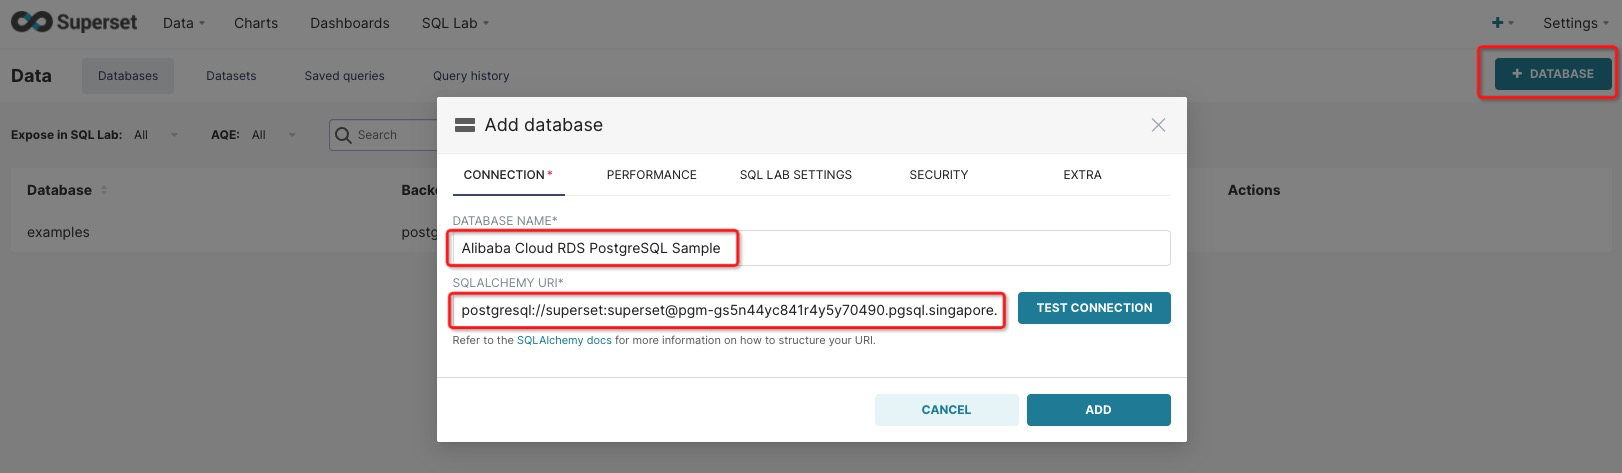 Superset Data Charts Dashboards SQL Lab + Settings
Data Databases Datasets Saved queries Query history + DATABASE
Add database
Expose in SQL Lab: All AQE: All Search
CONNECTION * PERFORMANCE SQL LAB SETTINGS SECURITY EXTRA
Database Actions
DATABASE NAME*
examples
Alibaba Cloud RDS PostgreSQL Sample
SQLALCHEMY URI*
postgresql://superset:superset@pgm-gs5n44yc841r4y5y70490.pgsql.singapore. TEST CONNECTION
Refer to the SQLAlchemy docs for more information on how to structure your URI.
CANCEL ADD